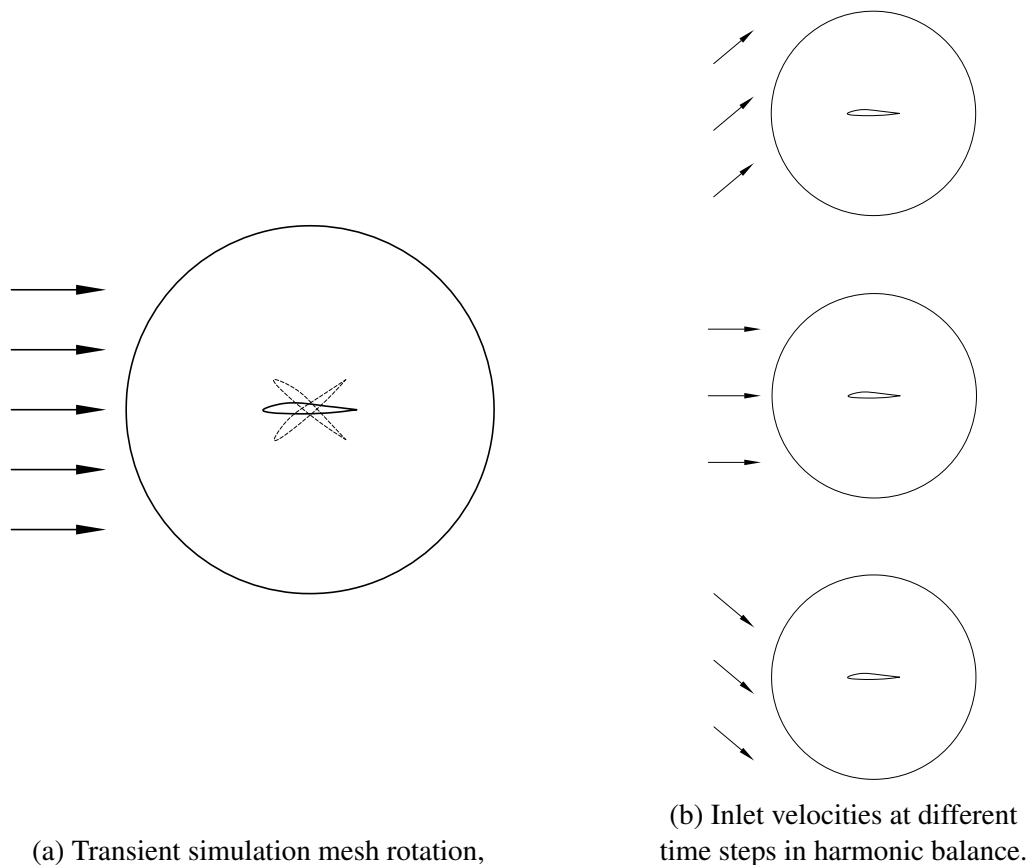 (a) Transient simulation mesh rotation,
(b) Inlet velocities at different
time steps in harmonic balance.